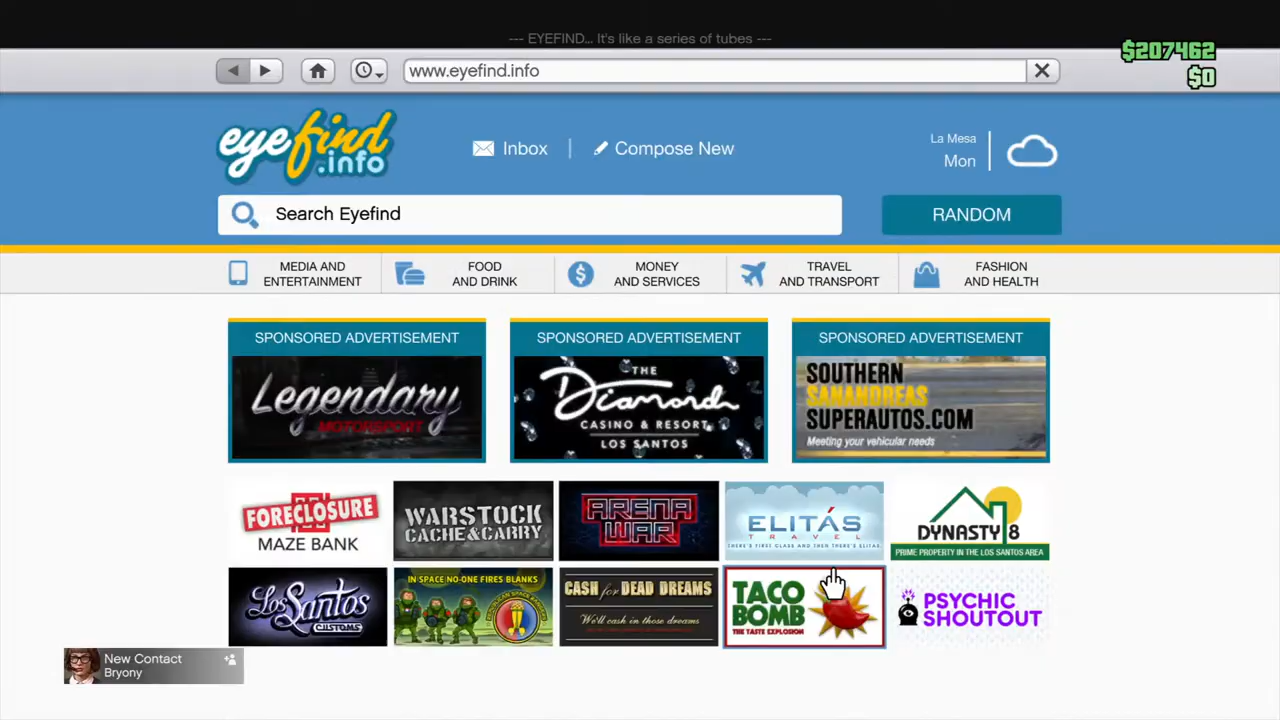 --- EYEFIND... It's like a series of tubes ---
$207462
$0
www.eyefind.info
eyefind
.info
Inbox
Compose New
La Mesa
Mon
Search Eyefind
RANDOM
MEDIA AND
ENTERTAINMENT
FOOD
AND DRINK
MONEY
AND SERVICES
TRAVEL
AND TRANSPORT
FASHION
AND HEALTH
SPONSORED ADVERTISEMENT
Legendary
MOTORSPORT
SPONSORED ADVERTISEMENT
THE
Diamond
CASINO & RESORT
LOS SANTOS
SPONSORED ADVERTISEMENT
SOUTHERN
SANANDREAS
SUPERAUTOS.COM
Meeting your vehicular needs
FORECLOSURE
MAZE BANK
WARSTOCK
CACHE & CARRY
ARENA
WAR
ELITÁS
TRAVEL
THERE'S FIRST CLASS AND THEN THERE'S ELITAS
DYNASTY 8
PRIME PROPERTY IN THE LOS SANTOS AREA
Los Santos
CUSTOMS
IN SPACE NO-ONE FIRES BLANKS
CASH for DEAD DREAMS
We'll cash in those dreams
TACO
BOMB
THE TASTE EXPLOSION
PSYCHIC
SHOUTOUT
New Contact
Bryony